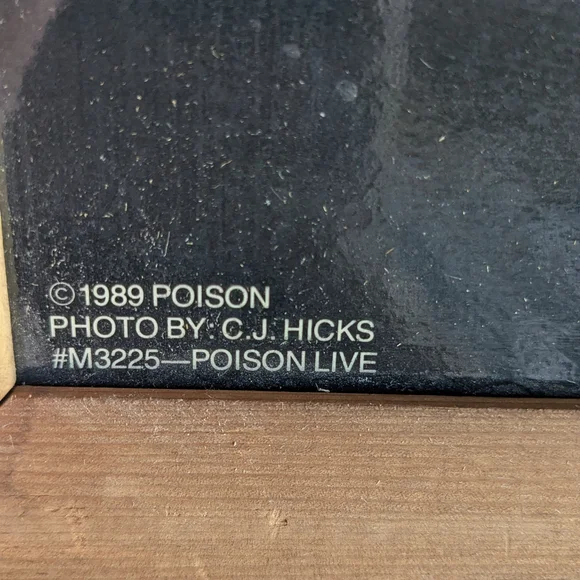 © 1989 POISON
PHOTO BY: C.J. HICKS
#M3225—POISON LIVE